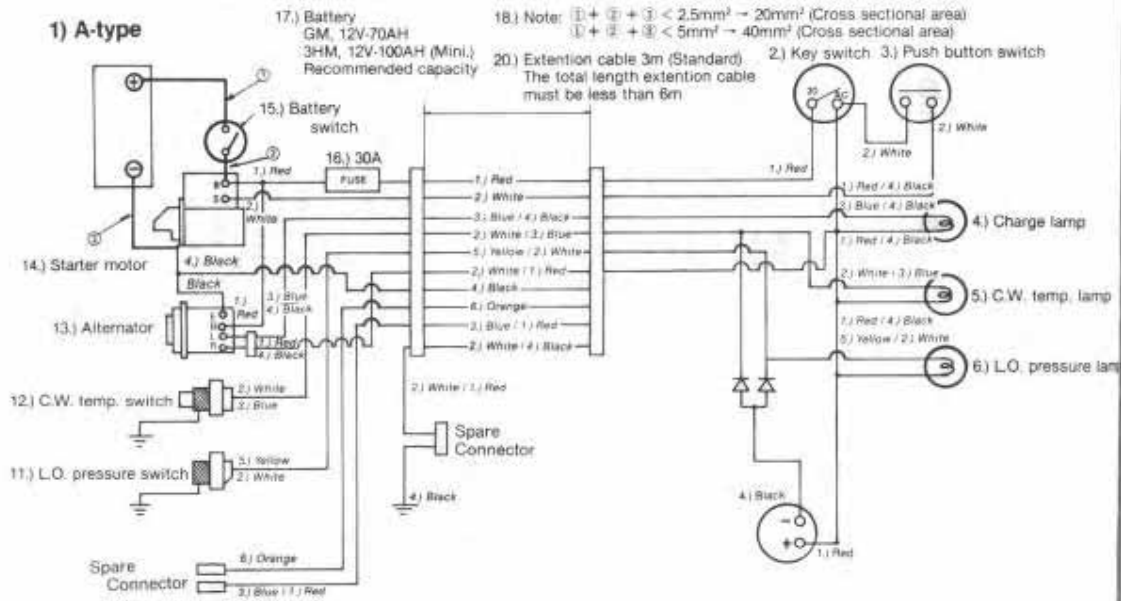 1) A-type
17.) Battery
GM, 12V-70AH
3HM, 12V-100AH (Mini.)
Recommended capacity
18.) Note: ① + ② + ③ < 2.5mm² → 20mm² (Cross sectional area)
① + ② + ③ < 5mm² → 40mm² (Cross sectional area)
20.) Extention cable 3m (Standard)
The total length extention cable
must be less than 6m
2.) Key switch
3.) Push button switch
①
15.) Battery
switch
②
1.) Red
16.) 30A
FUSE
B
S
2.)
White
③
14.) Starter motor
4.) Black
Black
1.)
Red
3.) Blue
4.) Black
13.) Alternator
1.) Red
4.) Black
12.) C.W. temp. switch
2.) White
3.) Blue
11.) L.O. pressure switch
5.) Yellow
2.) White
Spare
Connector
6.) Orange
3.) Blue / 1.) Red
1.) Red
2.) White
3.) Blue / 4.) Black
2.) White / 3.) Blue
5.) Yellow / 2.) White
2.) White / 1.) Red
4.) Black
6.) Orange
3.) Blue / 1.) Red
2.) White / 4.) Black
2.) White / 1.) Red
Spare
Connector
4.) Black
30
1.) Red
2.) White
2.) White
1.) Red / 4.) Black
3.) Blue / 4.) Black
4.) Charge lamp
1.) Red / 4.) Black
2.) White / 3.) Blue
5.) C.W. temp. lamp
1.) Red / 4.) Black
5.) Yellow / 2.) White
6.) L.O. pressure lam
4.) Black
1.) Red